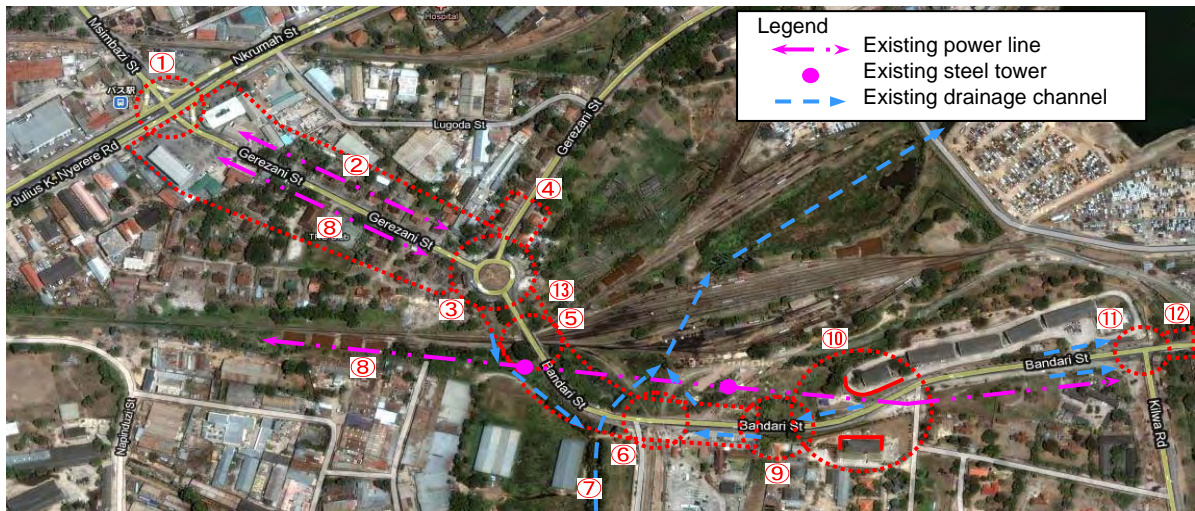 Legend
Existing power line
Existing steel tower
Existing drainage channel
Hospital
Msimbazi St
Nkrumah St
①
バス駅
Lugoda St
Gerezani St
②
Julius K. Nyerere Rd
Gerezani St
④
⑧
Gerezani St
③
⑬
⑤
⑩
⑪
⑫
⑧
Bandari St
Bandari St
Kilwa Rd
Bandari St
⑥
⑨
⑦